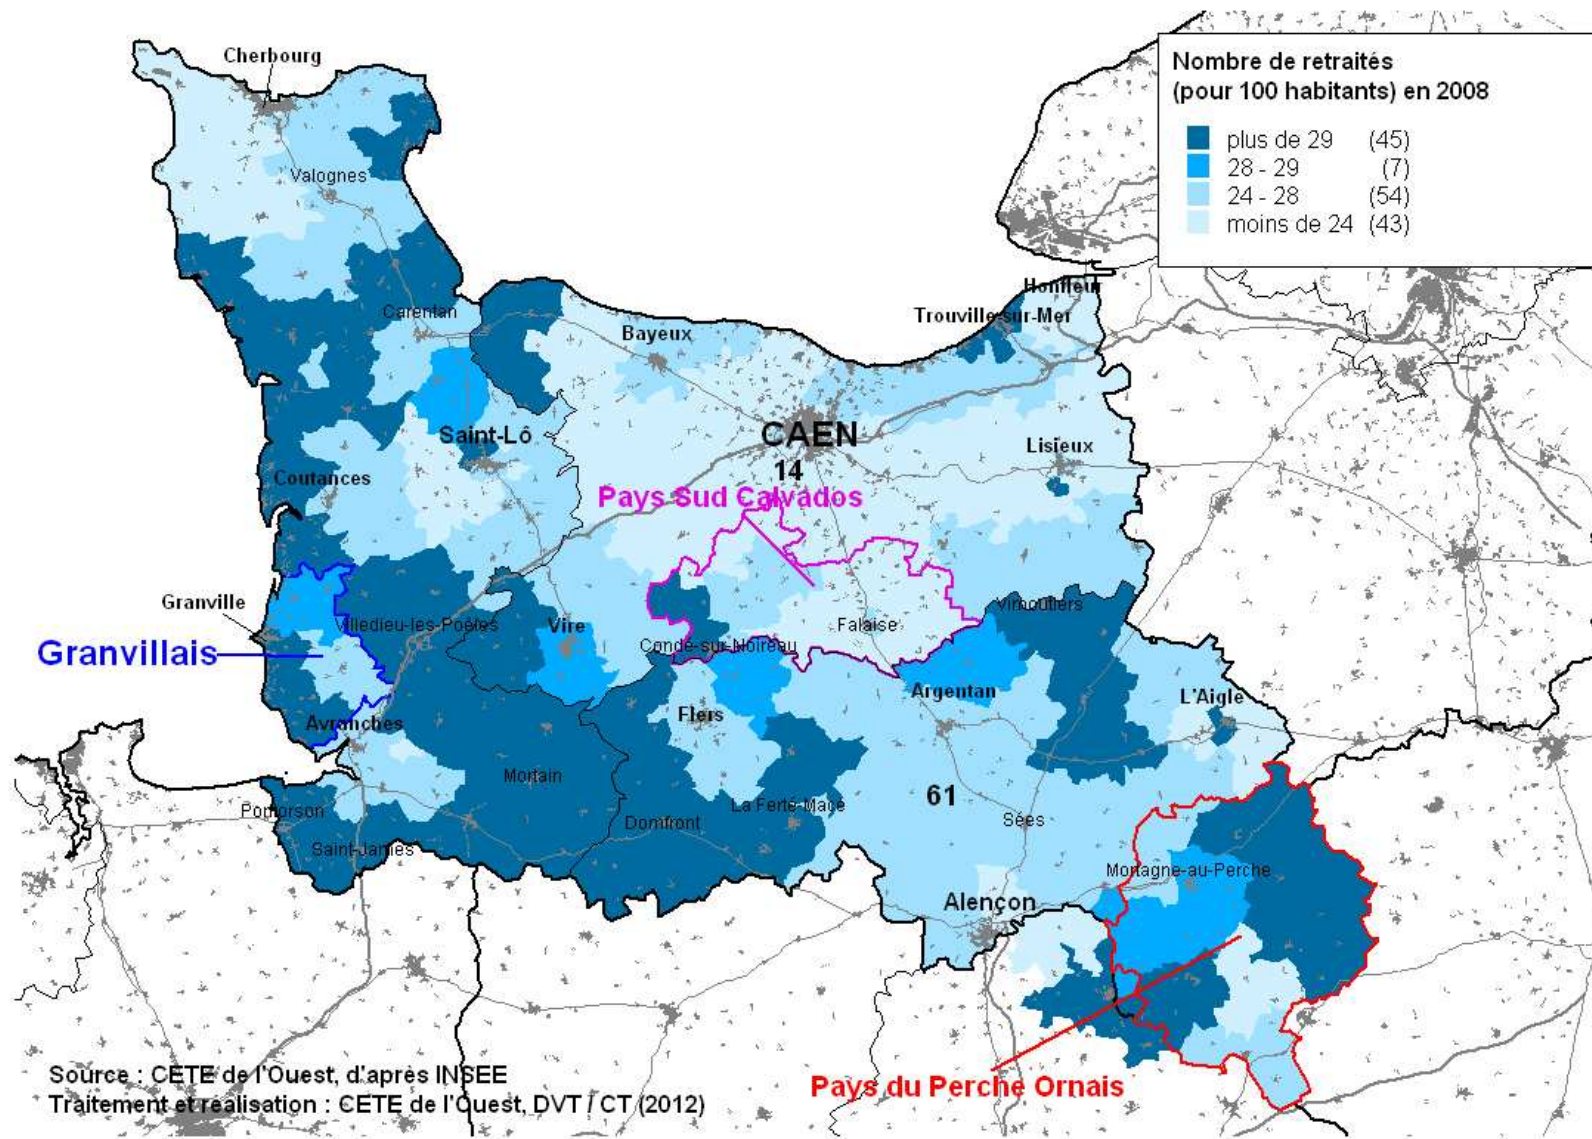 Nombre de retraités
(pour 100 habitants) en 2008
plus de 29 (45)
28 - 29 (7)
24 - 28 (54)
moins de 24 (43)
Cherbourg
Valognes
Carentan
Honfleur
Trouville-sur-Mer
Bayeux
Saint-Lô
CAEN
Lisieux
14
Coutances
Pays Sud Calvados
Granville
Villedieu-les-Poêles
Vire
Vimoutiers
Falaise
Condé-sur-Noireau
Granvillais
Argentan
L'Aigle
Flers
Avranches
Mortain
61
Pontorson
La Ferté-Macé
Domfront
Sées
Saint-James
Mortagne-au-Perche
Alençon
Pays du Perche Ornais
Source : CETE de l'Ouest, d'après INSEE
Traitement et réalisation : CETE de l'Ouest, DVT / CT (2012)